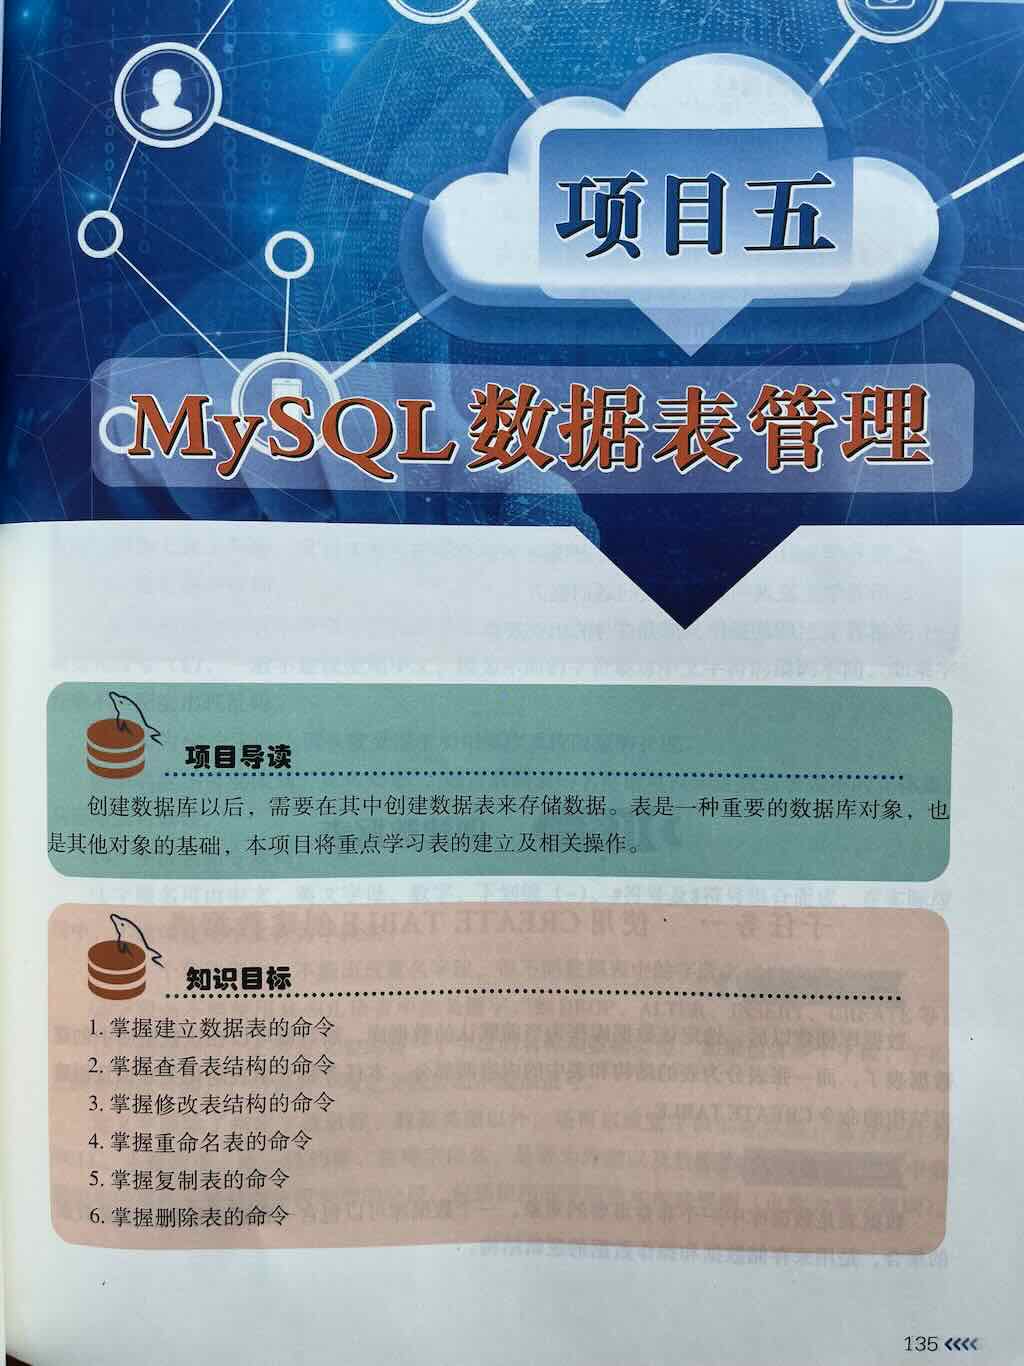 项目五
MySQL数据表管理
项目导读
创建数据库以后，需要在其中创建数据表来存储数据。表是一种重要的数据库对象，也
是其他对象的基础，本项目将重点学习表的建立及相关操作。
知识目标
1. 掌握建立数据表的命令
2. 掌握查看表结构的命令
3. 掌握修改表结构的命令
4. 掌握重命名表的命令
5. 掌握复制表的命令
6. 掌握删除表的命令
135